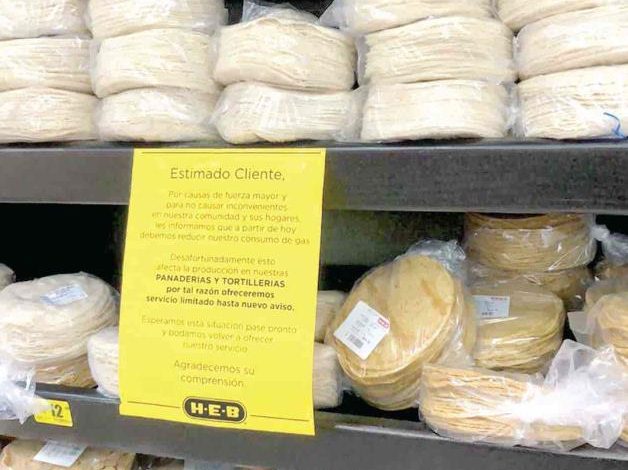 Estimado Cliente,
Por causas de fuerza mayor y
para no causar inconvenientes
en nuestra comunidad y sus hogares,
les informamos que a partir de hoy
debemos reducir nuestro consumo de gas
Desafortunadamente esto
afecta la producción en nuestras
PANADERIAS Y TORTILLERIAS
por tal razón ofreceremos
servicio limitado hasta nuevo aviso.
Esperamos esta situación pase pronto
y podamos volver a ofrecer
nuestro servicio
Agradecemos su
comprensión.
H-E-B